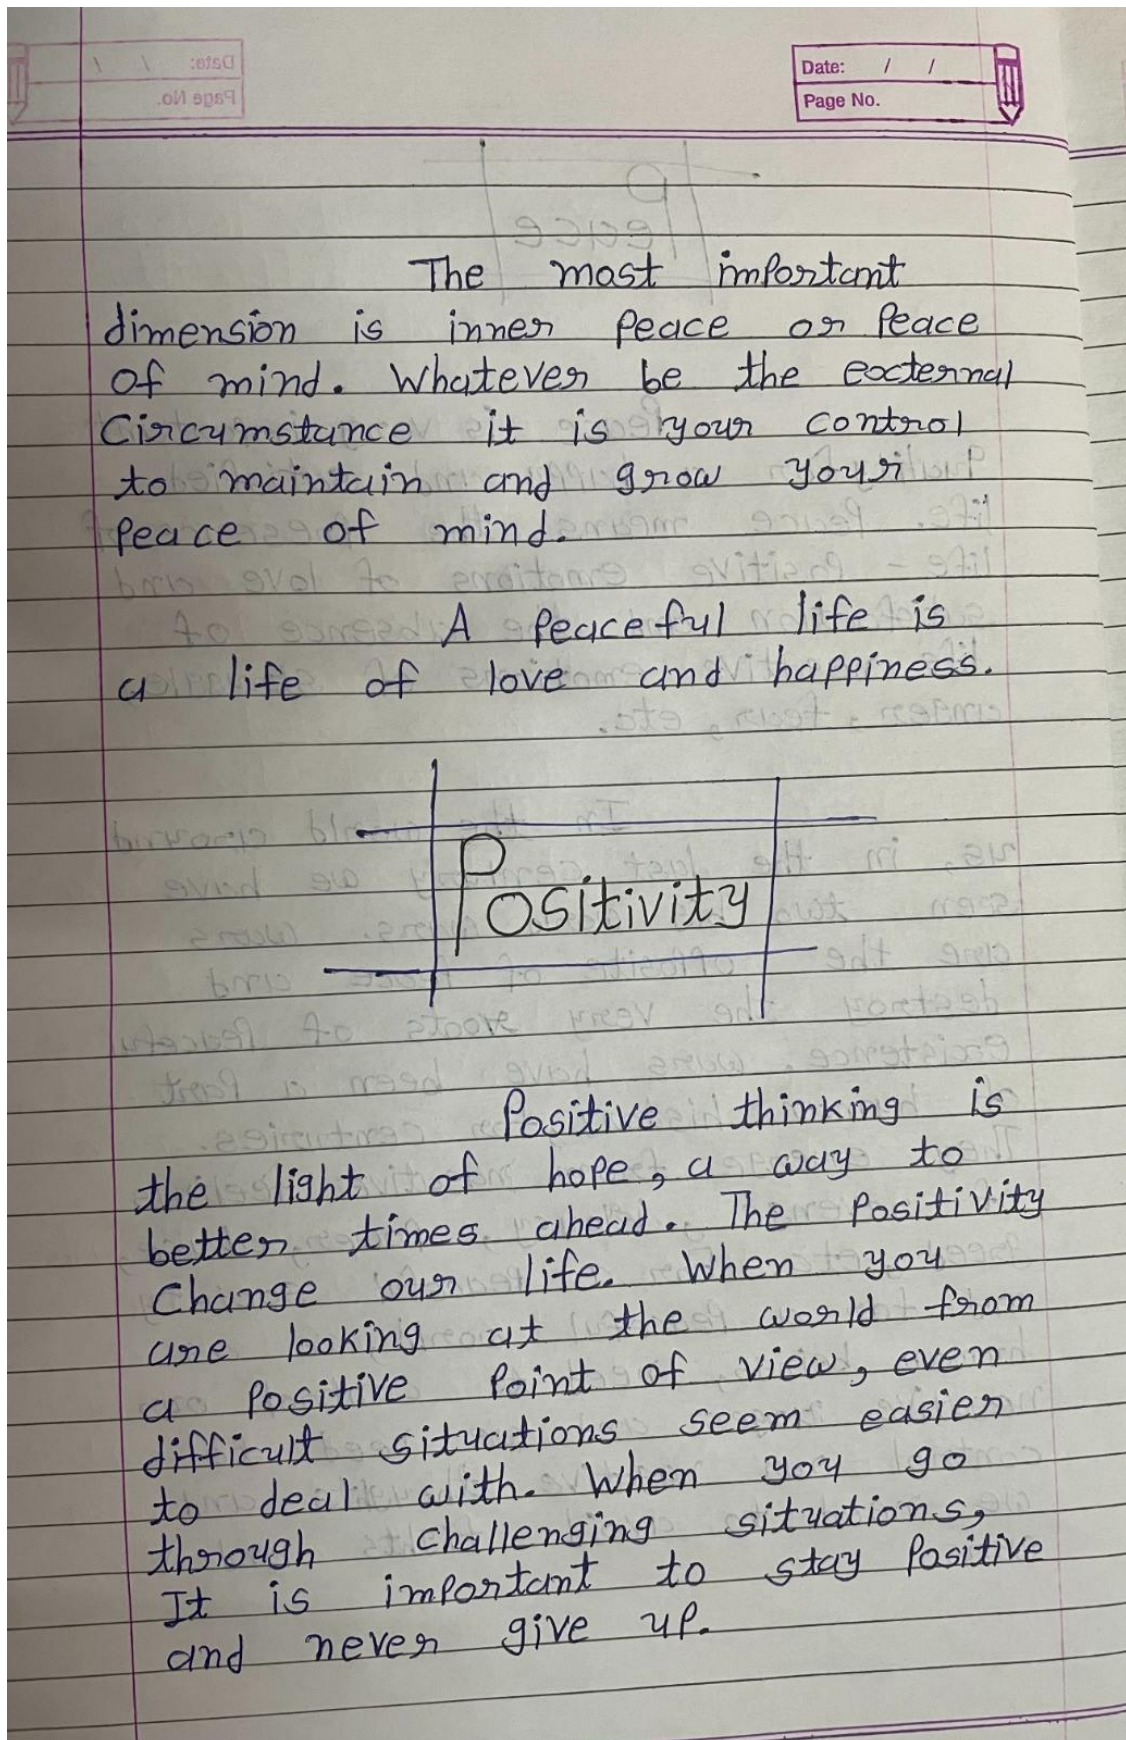 Date: / /
Page No.
The most important
dimension is inner peace or peace
of mind. Whatever be the external
Circumstance it is your control
to maintain and grow your
peace of mind.
A peaceful life is
a life of love and happiness.
Positivity
Positive thinking is
the light of hope, a way to
better times ahead. The positivity
Change our life. When you
are looking at the world from
a positive point of view, even
difficult situations seem easier
to deal with. When you go
through challenging situations,
It is important to stay positive
and never give up.